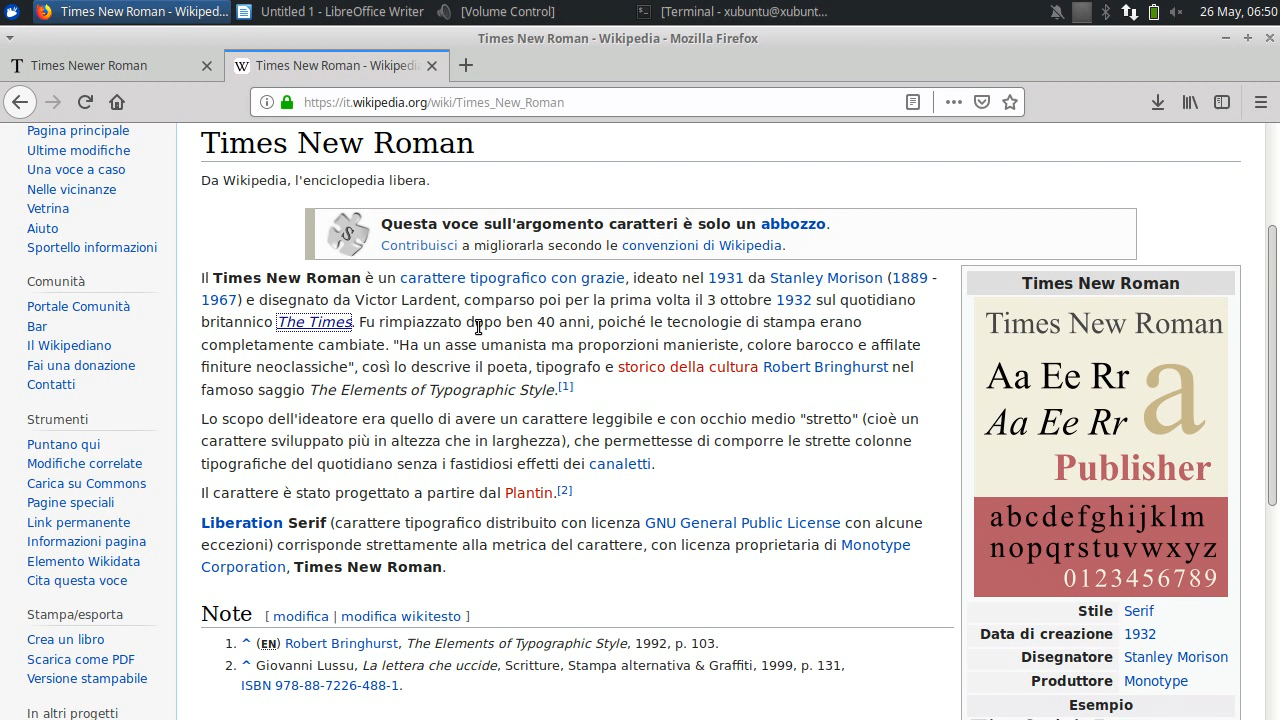 Times New Roman - Wikiped...
Untitled 1 - LibreOffice Writer
[Volume Control]
[Terminal - xubuntu@xubunt...
26 May, 06:50
Times New Roman - Wikipedia - Mozilla Firefox
Times Newer Roman
Times New Roman - Wikipedi
https://it.wikipedia.org/wiki/Times_New_Roman
Pagina principale
Ultime modifiche
Una voce a caso
Nelle vicinanze
Vetrina
Aiuto
Sportello informazioni
Comunità
Portale Comunità
Bar
Il Wikipediano
Fai una donazione
Contatti
Strumenti
Puntano qui
Modifiche correlate
Carica su Commons
Pagine speciali
Link permanente
Informazioni pagina
Elemento Wikidata
Cita questa voce
Stampa/esporta
Crea un libro
Scarica come PDF
Versione stampabile
In altri progetti
Times New Roman
Da Wikipedia, l'enciclopedia libera.
Questa voce sull'argomento caratteri è solo un abbozzo.
Contribuisci a migliorarla secondo le convenzioni di Wikipedia.
Il Times New Roman è un carattere tipografico con grazie, ideato nel 1931 da Stanley Morison (1889 -
1967) e disegnato da Victor Lardent, comparso poi per la prima volta il 3 ottobre 1932 sul quotidiano
britannico The Times. Fu rimpiazzato dopo ben 40 anni, poiché le tecnologie di stampa erano
completamente cambiate. "Ha un asse umanista ma proporzioni manieriste, colore barocco e affilate
finiture neoclassiche", così lo descrive il poeta, tipografo e storico della cultura Robert Bringhurst nel
famoso saggio The Elements of Typographic Style.[1]
Lo scopo dell'ideatore era quello di avere un carattere leggibile e con occhio medio "stretto" (cioè un
carattere sviluppato più in altezza che in larghezza), che permettesse di comporre le strette colonne
tipografiche del quotidiano senza i fastidiosi effetti dei canaletti.
Il carattere è stato progettato a partire dal Plantin.[2]
Liberation Serif (carattere tipografico distribuito con licenza GNU General Public License con alcune
eccezioni) corrisponde strettamente alla metrica del carattere, con licenza proprietaria di Monotype
Corporation, Times New Roman.
Note [ modifica | modifica wikitesto ]
1. ^ (EN) Robert Bringhurst, The Elements of Typographic Style, 1992, p. 103.
2. ^ Giovanni Lussu, La lettera che uccide, Scritture, Stampa alternativa & Graffiti, 1999, p. 131,
ISBN 978-88-7226-488-1.
Times New Roman
Times New Roman
Aa Ee Rr
Aa Ee Rr
a
Publisher
abcdefghijklm
nopqrstuvwxyz
0123456789
Stile Serif
Data di creazione 1932
Disegnatore Stanley Morison
Produttore Monotype
Esempio